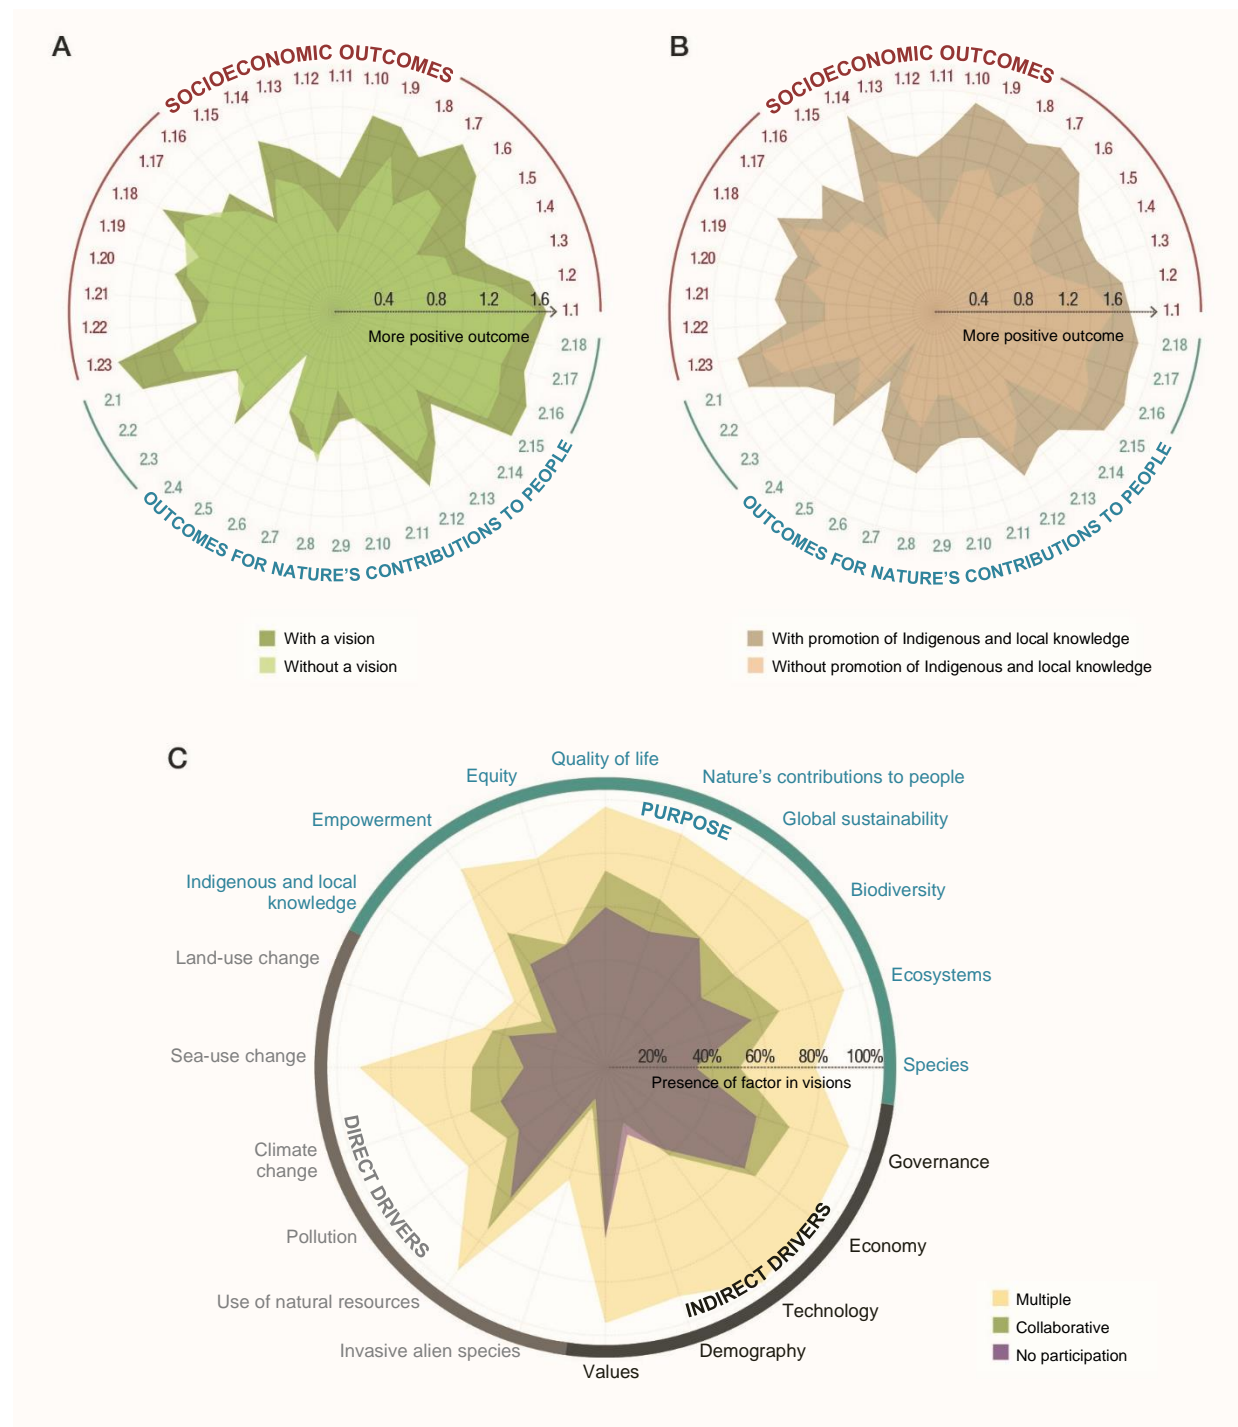 A
SOCIOECONOMIC OUTCOMES
1.1
1.2
1.3
1.4
1.5
1.6
1.7
1.8
1.9
1.10
1.11
1.12
1.13
1.14
1.15
1.16
1.17
1.18
1.19
1.20
1.21
1.22
1.23
0.4 0.8 1.2 1.6
More positive outcome
2.1
2.2
2.3
2.4
2.5
2.6
2.7
2.8
2.9
2.10
2.11
2.12
2.13
2.14
2.15
2.16
2.17
2.18
OUTCOMES FOR NATURE'S CONTRIBUTIONS TO PEOPLE
With a vision
Without a vision
B
SOCIOECONOMIC OUTCOMES
1.1
1.2
1.3
1.4
1.5
1.6
1.7
1.8
1.9
1.10
1.11
1.12
1.13
1.14
1.15
1.16
1.17
1.18
1.19
1.20
1.21
1.22
1.23
0.4 0.8 1.2 1.6
More positive outcome
2.1
2.2
2.3
2.4
2.5
2.6
2.7
2.8
2.9
2.10
2.11
2.12
2.13
2.14
2.15
2.16
2.17
2.18
OUTCOMES FOR NATURE'S CONTRIBUTIONS TO PEOPLE
With promotion of Indigenous and local knowledge
Without promotion of Indigenous and local knowledge
C
Quality of life
Nature's contributions to people
Global sustainability
Biodiversity
Ecosystems
Species
Governance
Economy
Technology
Demography
Values
Invasive alien species
Use of natural resources
Pollution
Climate
change
Sea-use change
Land-use change
Indigenous and local
knowledge
Empowerment
Equity
PURPOSE
20% 40% 60% 80% 100%
Presence of factor in visions
DIRECT DRIVERS
INDIRECT DRIVERS
Multiple
Collaborative
No participation